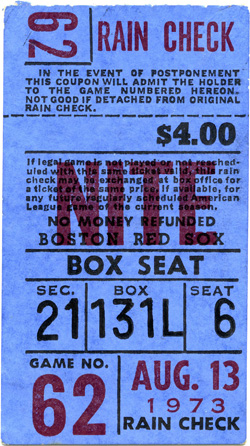 62 RAIN CHECK
IN THE EVENT OF POSTPONEMENT
THIS COUPON WILL ADMIT THE HOLDER
TO THE GAME NUMBERED HEREON.
NOT GOOD IF DETACHED FROM ORIGINAL
RAIN CHECK.
$4.00
If legal game is not played or not resched-
uled with this same ticket valid, this rain
check may be exchanged at box office for
a ticket of the same price, if available, for
any future regularly scheduled American
League game of the current season.
NITE
NO MONEY REFUNDED
BOSTON RED SOX
BOX SEAT
SEC. BOX SEAT
21 131L 6
GAME NO.
62
AUG. 13
1973
RAIN CHECK